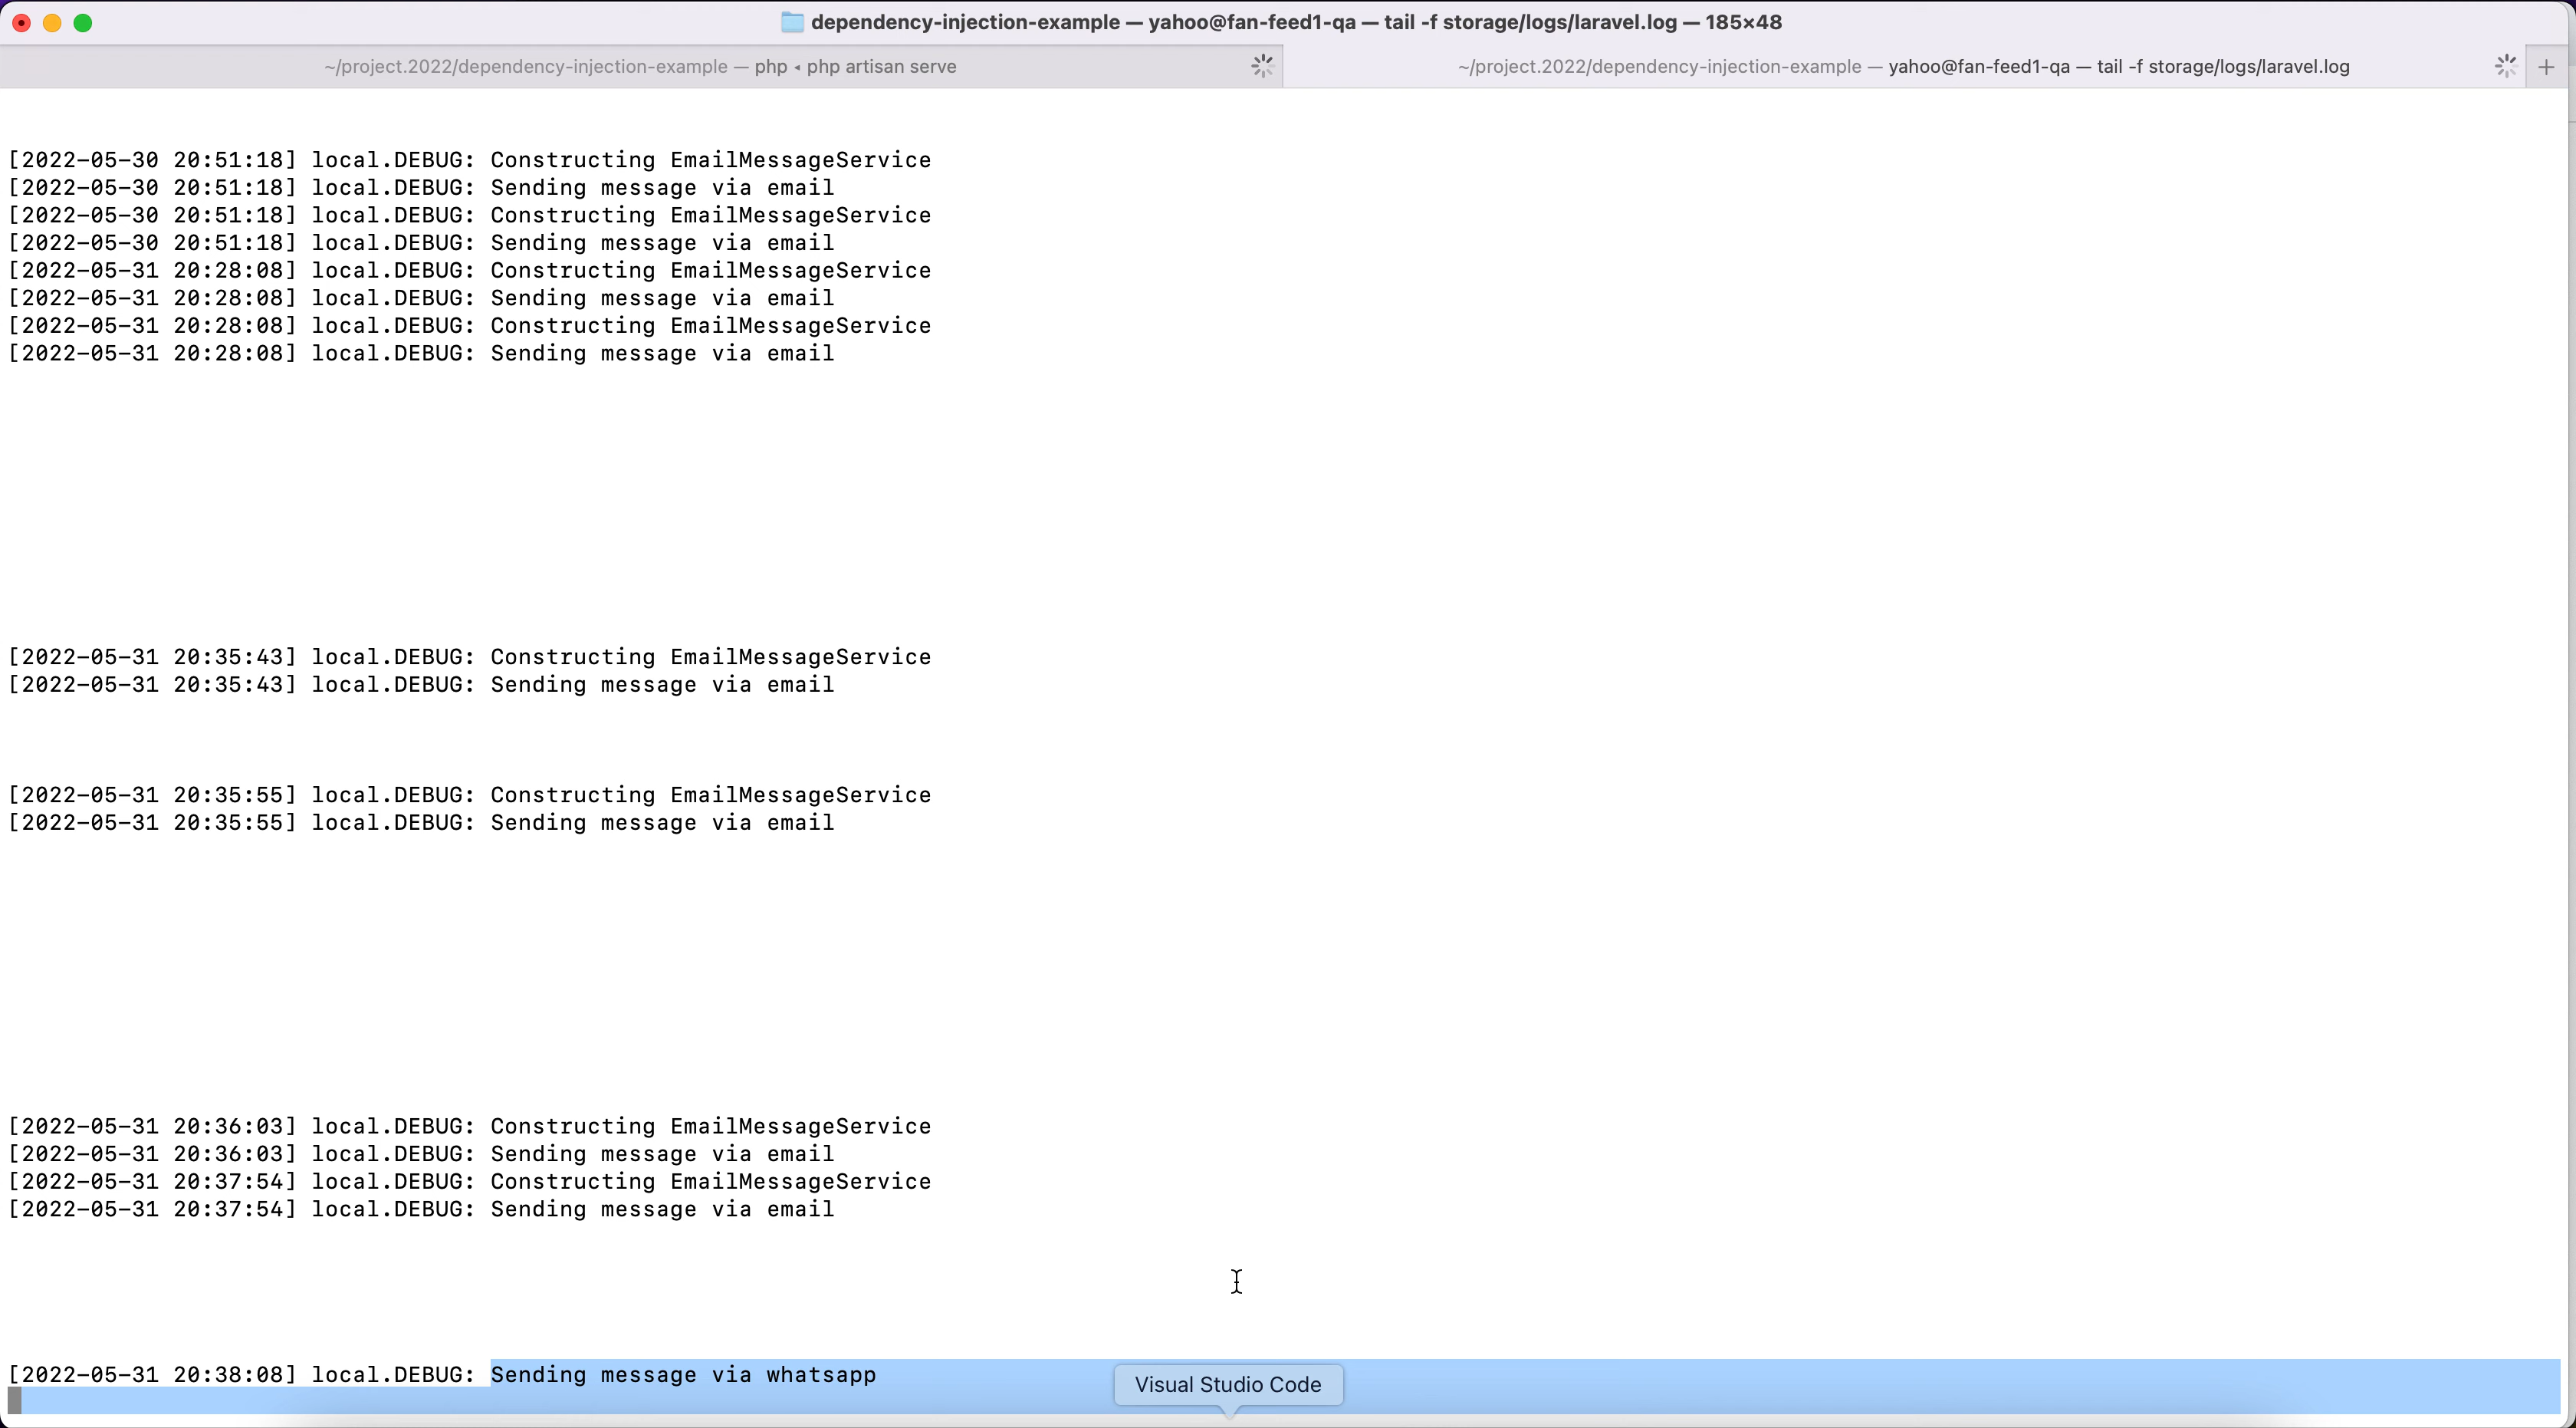 dependency-injection-example — yahoo@fan-feed1-qa — tail -f storage/logs/laravel.log — 185×48
~/project.2022/dependency-injection-example — php ◂ php artisan serve
~/project.2022/dependency-injection-example — yahoo@fan-feed1-qa — tail -f storage/logs/laravel.log
[2022-05-30 20:51:18] local.DEBUG: Constructing EmailMessageService
[2022-05-30 20:51:18] local.DEBUG: Sending message via email
[2022-05-30 20:51:18] local.DEBUG: Constructing EmailMessageService
[2022-05-30 20:51:18] local.DEBUG: Sending message via email
[2022-05-31 20:28:08] local.DEBUG: Constructing EmailMessageService
[2022-05-31 20:28:08] local.DEBUG: Sending message via email
[2022-05-31 20:28:08] local.DEBUG: Constructing EmailMessageService
[2022-05-31 20:28:08] local.DEBUG: Sending message via email
[2022-05-31 20:35:43] local.DEBUG: Constructing EmailMessageService
[2022-05-31 20:35:43] local.DEBUG: Sending message via email
[2022-05-31 20:35:55] local.DEBUG: Constructing EmailMessageService
[2022-05-31 20:35:55] local.DEBUG: Sending message via email
[2022-05-31 20:36:03] local.DEBUG: Constructing EmailMessageService
[2022-05-31 20:36:03] local.DEBUG: Sending message via email
[2022-05-31 20:37:54] local.DEBUG: Constructing EmailMessageService
[2022-05-31 20:37:54] local.DEBUG: Sending message via email
[2022-05-31 20:38:08] local.DEBUG: Sending message via whatsapp
Visual Studio Code